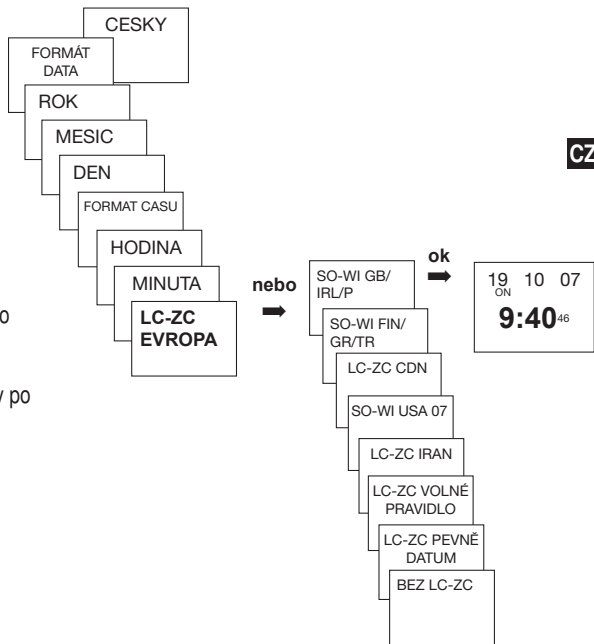 CESKY
FORMÁT
DATA
ROK
MESIC
DEN
FORMAT CASU
HODINA
MINUTA
LC-ZC
EVROPA
nebo
SO-WI GB/
IRL/P
SO-WI FIN/
GR/TR
LC-ZC CDN
SO-WI USA 07
LC-ZC IRAN
LC-ZC VOLNÉ
PRAVIDLO
LC-ZC PEVNĚ
DATUM
BEZ LC-ZC
ok
19 10 07
ON
9:40 46
CZ
o
po